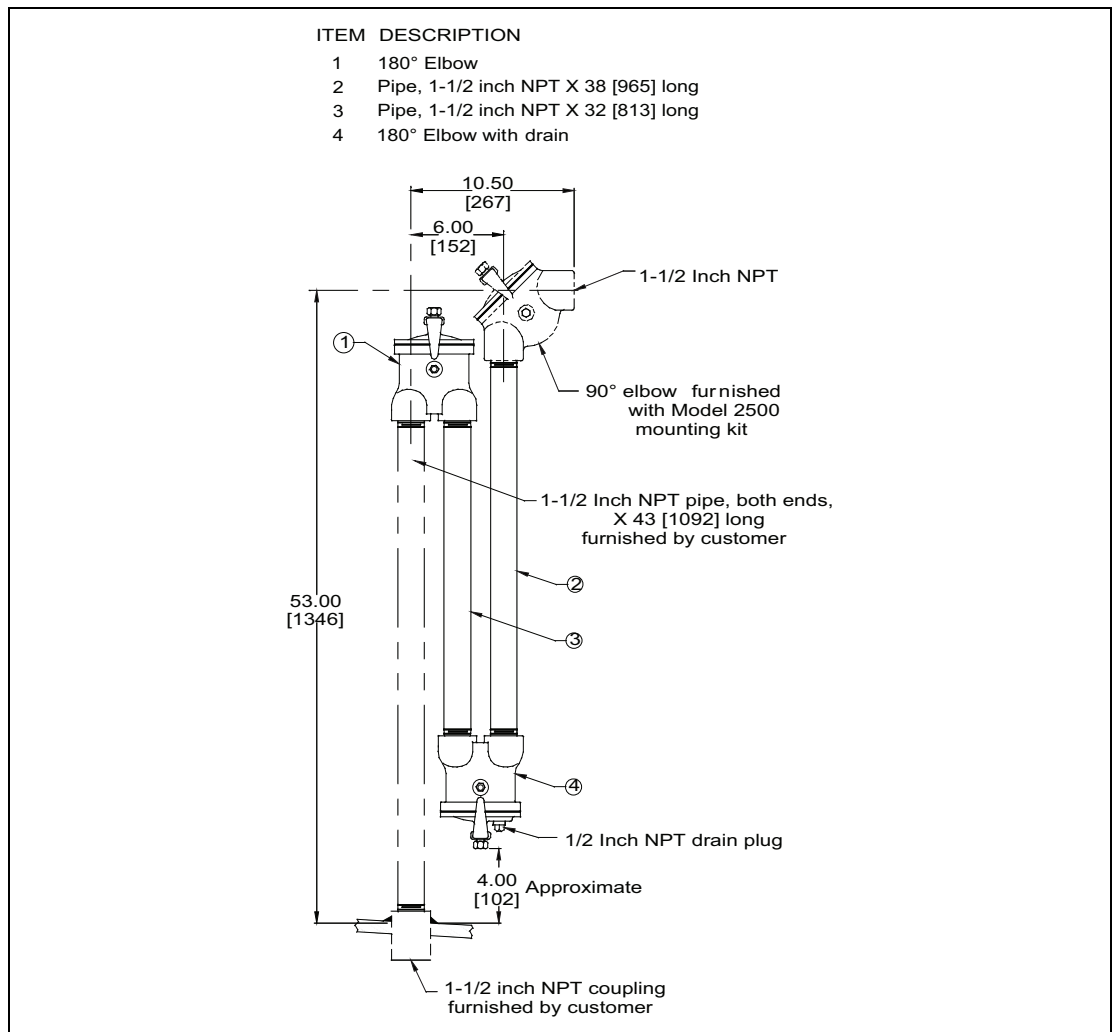 ITEM DESCRIPTION
1 180° Elbow
2 Pipe, 1-1/2 inch NPT X 38 [965] long
3 Pipe, 1-1/2 inch NPT X 32 [813] long
4 180° Elbow with drain
10.50
[267]
6.00
[152]
1-1/2 Inch NPT
1
90° elbow furnished
with Model 2500
mounting kit
1-1/2 Inch NPT pipe, both ends,
X 43 [1092] long
furnished by customer
2
53.00
[1346]
3
4
1/2 Inch NPT drain plug
4.00
[102]
Approximate
1-1/2 inch NPT coupling
furnished by customer